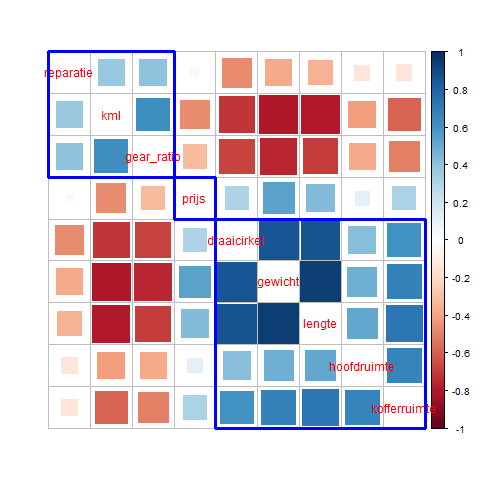 reparatie
kml
gear_ratio
prijs
draaicirkel
gewicht
lengte
hoofdruimte
kofferruimte
1
0.8
0.6
0.4
0.2
0
-0.2
-0.4
-0.6
-0.8
-1